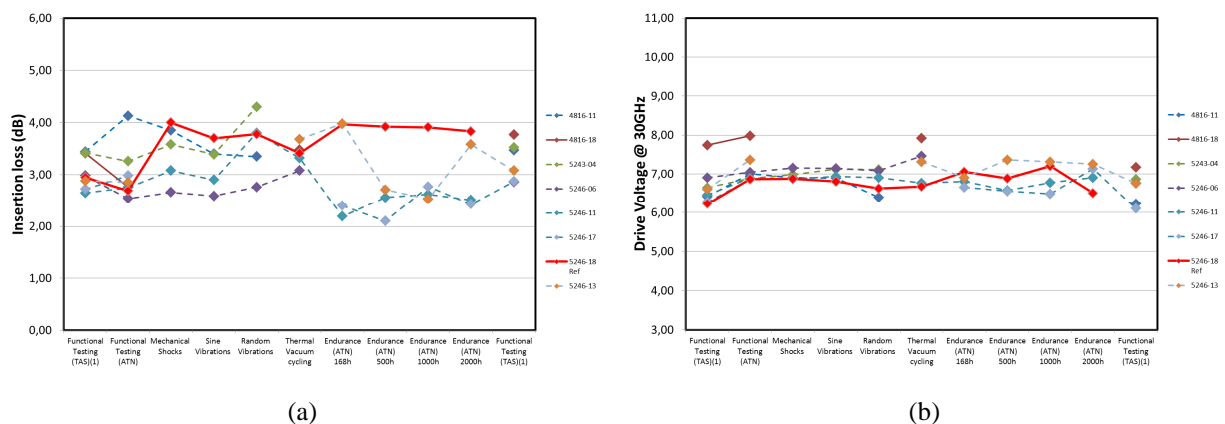 6,00
5,00
4,00
3,00
2,00
1,00
0,00
Insertion loss (dB)
Functional Testing (TAS)(1)
Functional Testing (ATN)
Mechanical Shocks
Sine Vibrations
Random Vibrations
Thermal Vacuum cycling
Endurance (ATN) 168h
Endurance (ATN) 500h
Endurance (ATN) 1000h
Endurance (ATN) 2000h
Functional Testing (TAS)(1)
4816-11
4816-18
5243-04
5246-06
5246-11
5246-17
5246-18
Ref
5246-13
(a)
11,00
10,00
9,00
8,00
7,00
6,00
5,00
4,00
3,00
Drive Voltage @ 30GHz
Functional Testing (TAS)(1)
Functional Testing (ATN)
Mechanical Shocks
Sine Vibrations
Random Vibrations
Thermal Vacuum cycling
Endurance (ATN) 168h
Endurance (ATN) 500h
Endurance (ATN) 1000h
Endurance (ATN) 2000h
Functional Testing (TAS)(1)
4816-11
4816-18
5243-04
5246-06
5246-11
5246-17
5246-18
Ref
5246-13
(b)